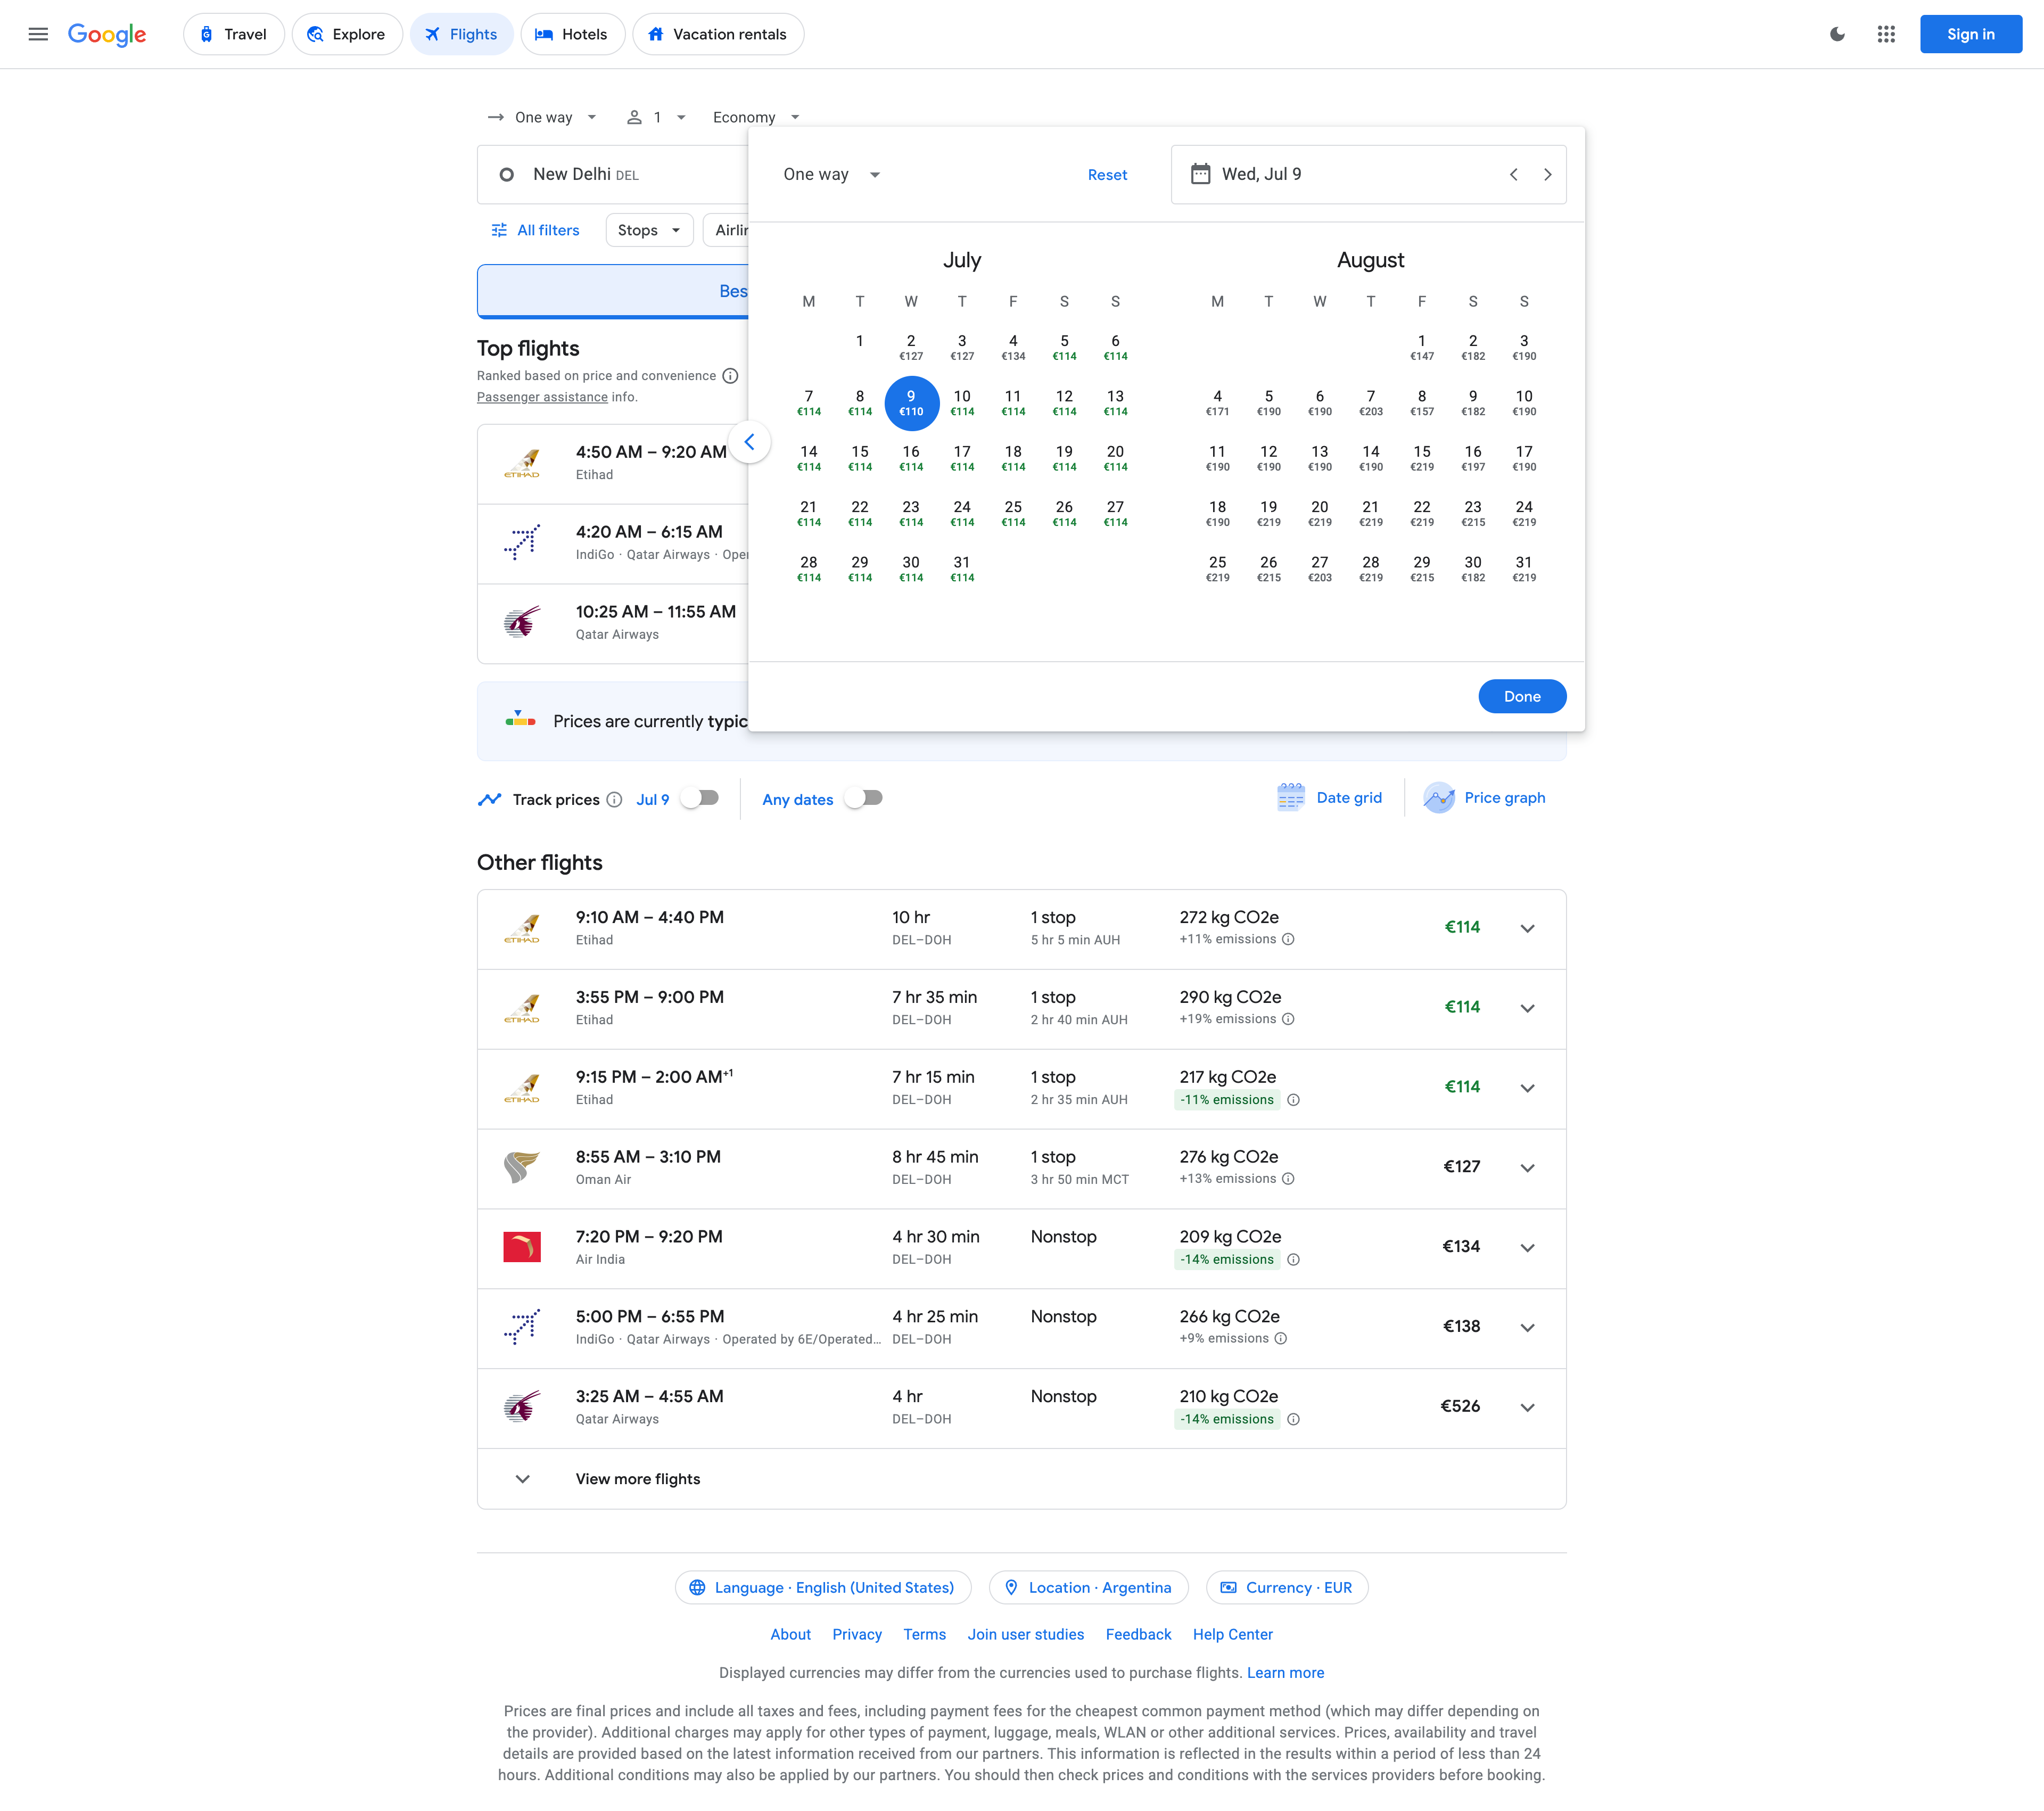 Google
Travel
Explore
Flights
Hotels
Vacation rentals
Sign in
One way
1
Economy
New Delhi DEL
One way
Reset
Wed, Jul 9
All filters
Stops
Airlin
July
August
M T W T F S S
M T W T F S S
1 2 3 4 5 6
€127 €127 €134 €114 €114
1 2 3
€147 €182 €190
7 8 9 10 11 12 13
€114 €114 €110 €114 €114 €114 €114
4 5 6 7 8 9 10
€171 €190 €190 €203 €157 €182 €190
14 15 16 17 18 19 20
€114 €114 €114 €114 €114 €114 €114
11 12 13 14 15 16 17
€190 €190 €190 €190 €219 €197 €190
21 22 23 24 25 26 27
€114 €114 €114 €114 €114 €114 €114
18 19 20 21 22 23 24
€190 €219 €219 €219 €219 €215 €219
28 29 30 31
€114 €114 €114 €114
25 26 27 28 29 30 31
€219 €215 €203 €219 €215 €182 €219
Done
Bes
Top flights
Ranked based on price and convenience
Passenger assistance info.
ETIHAD
4:50 AM – 9:20 AM
Etihad
4:20 AM – 6:15 AM
IndiGo · Qatar Airways · Oper
10:25 AM – 11:55 AM
Qatar Airways
Prices are currently typic
Track prices
Jul 9
Any dates
Date grid
Price graph
Other flights
ETIHAD
9:10 AM – 4:40 PM
Etihad
10 hr
DEL–DOH
1 stop
5 hr 5 min AUH
272 kg CO2e
+11% emissions
€114
ETIHAD
3:55 PM – 9:00 PM
Etihad
7 hr 35 min
DEL–DOH
1 stop
2 hr 40 min AUH
290 kg CO2e
+19% emissions
€114
ETIHAD
9:15 PM – 2:00 AM+1
Etihad
7 hr 15 min
DEL–DOH
1 stop
2 hr 35 min AUH
217 kg CO2e
-11% emissions
€114
8:55 AM – 3:10 PM
Oman Air
8 hr 45 min
DEL–DOH
1 stop
3 hr 50 min MCT
276 kg CO2e
+13% emissions
€127
7:20 PM – 9:20 PM
Air India
4 hr 30 min
DEL–DOH
Nonstop
209 kg CO2e
-14% emissions
€134
5:00 PM – 6:55 PM
IndiGo · Qatar Airways · Operated by 6E/Operated...
4 hr 25 min
DEL–DOH
Nonstop
266 kg CO2e
+9% emissions
€138
3:25 AM – 4:55 AM
Qatar Airways
4 hr
DEL–DOH
Nonstop
210 kg CO2e
-14% emissions
€526
View more flights
Language · English (United States)
Location · Argentina
Currency · EUR
About
Privacy
Terms
Join user studies
Feedback
Help Center
Displayed currencies may differ from the currencies used to purchase flights. Learn more
Prices are final prices and include all taxes and fees, including payment fees for the cheapest common payment method (which may differ depending on
the provider). Additional charges may apply for other types of payment, luggage, meals, WLAN or other additional services. Prices, availability and travel
details are provided based on the latest information received from our partners. This information is reflected in the results within a period of less than 24
hours. Additional conditions may also be applied by our partners. You should then check prices and conditions with the services providers before booking.